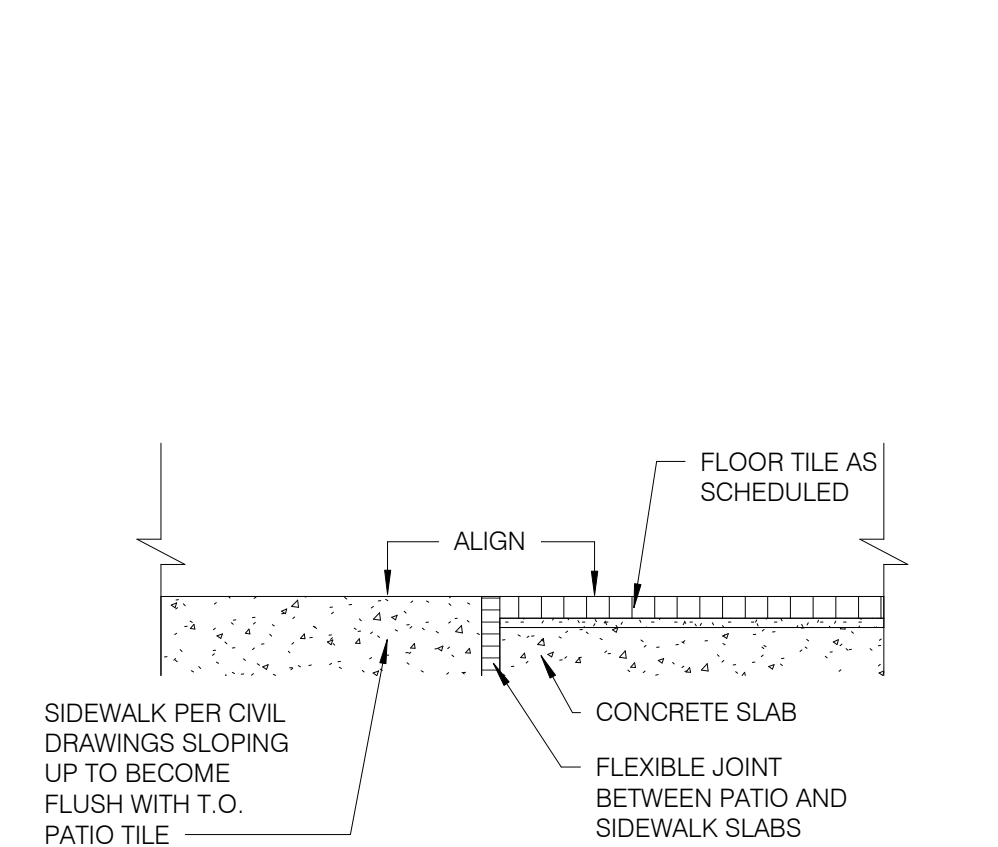 FLOOR TILE AS
SCHEDULED
ALIGN
SIDEWALK PER CIVIL
DRAWINGS SLOPING
UP TO BECOME
FLUSH WITH T.O.
PATIO TILE
CONCRETE SLAB
FLEXIBLE JOINT
BETWEEN PATIO AND
SIDEWALK SLABS